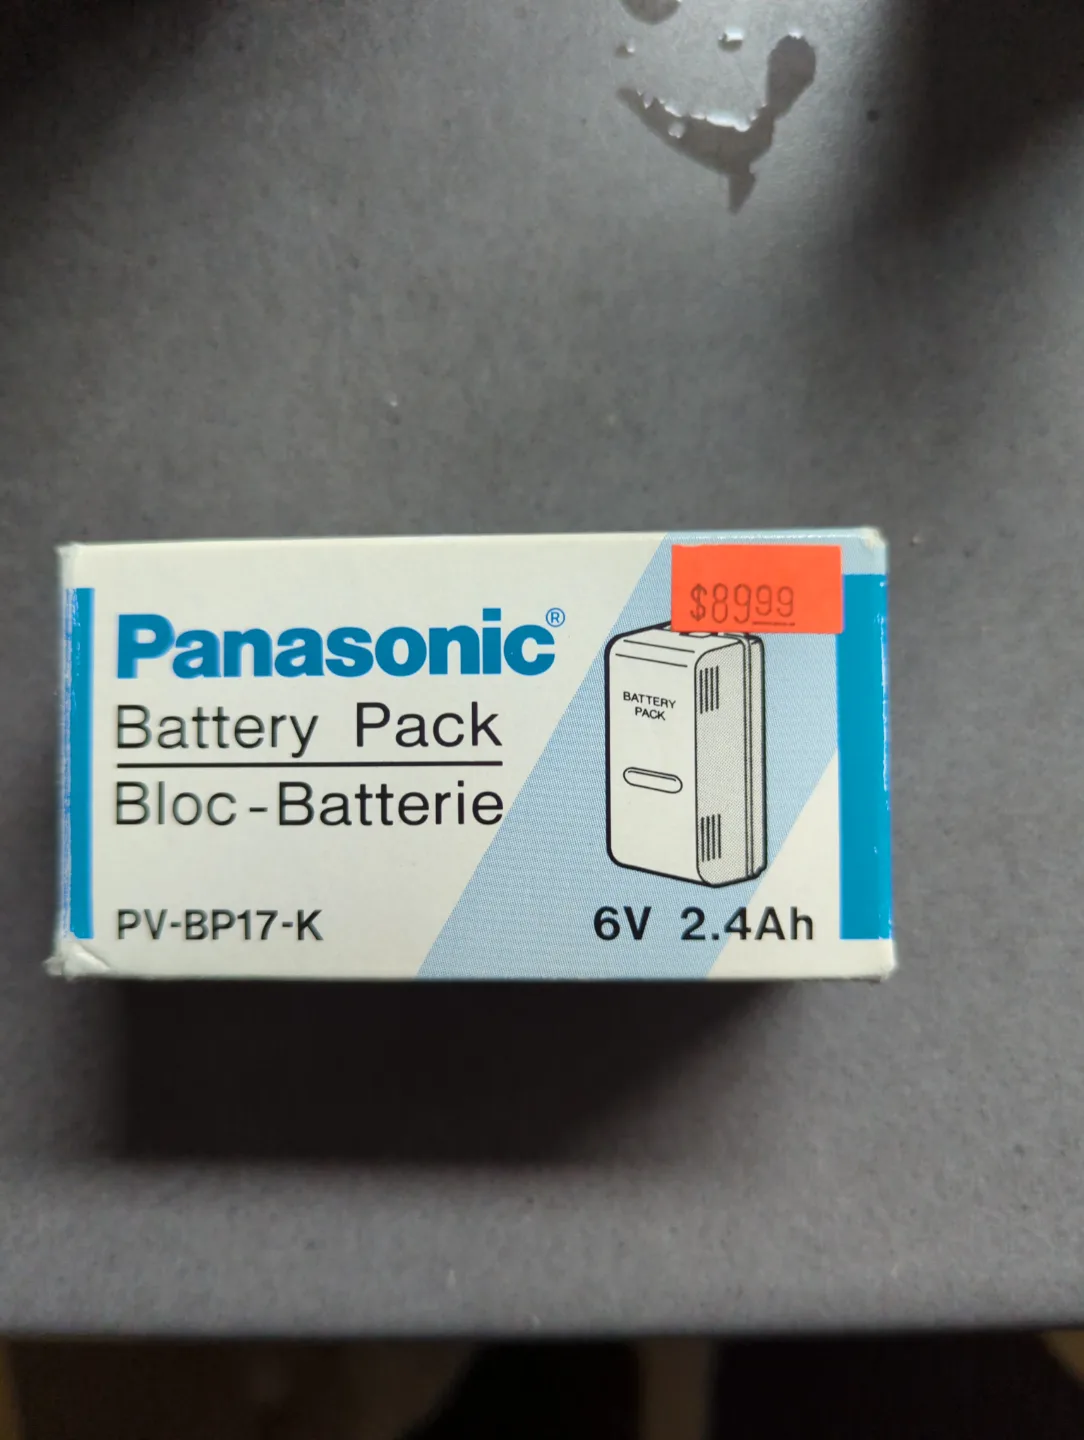 $8999
Panasonic®
Battery Pack
Bloc-Batterie
BATTERY
PACK
PV-BP17-K
6V 2.4Ah